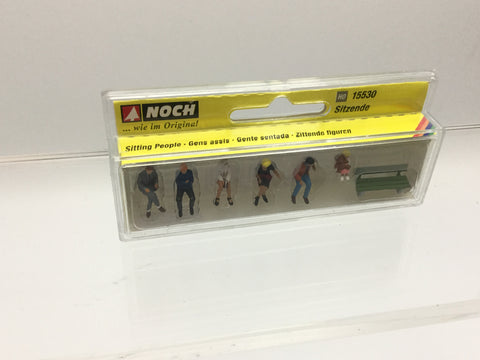 NOCH
... wie im Original
H0 15530
Sitzende
Sitting People · Gens assis · Gente sentada · Zittende figuren